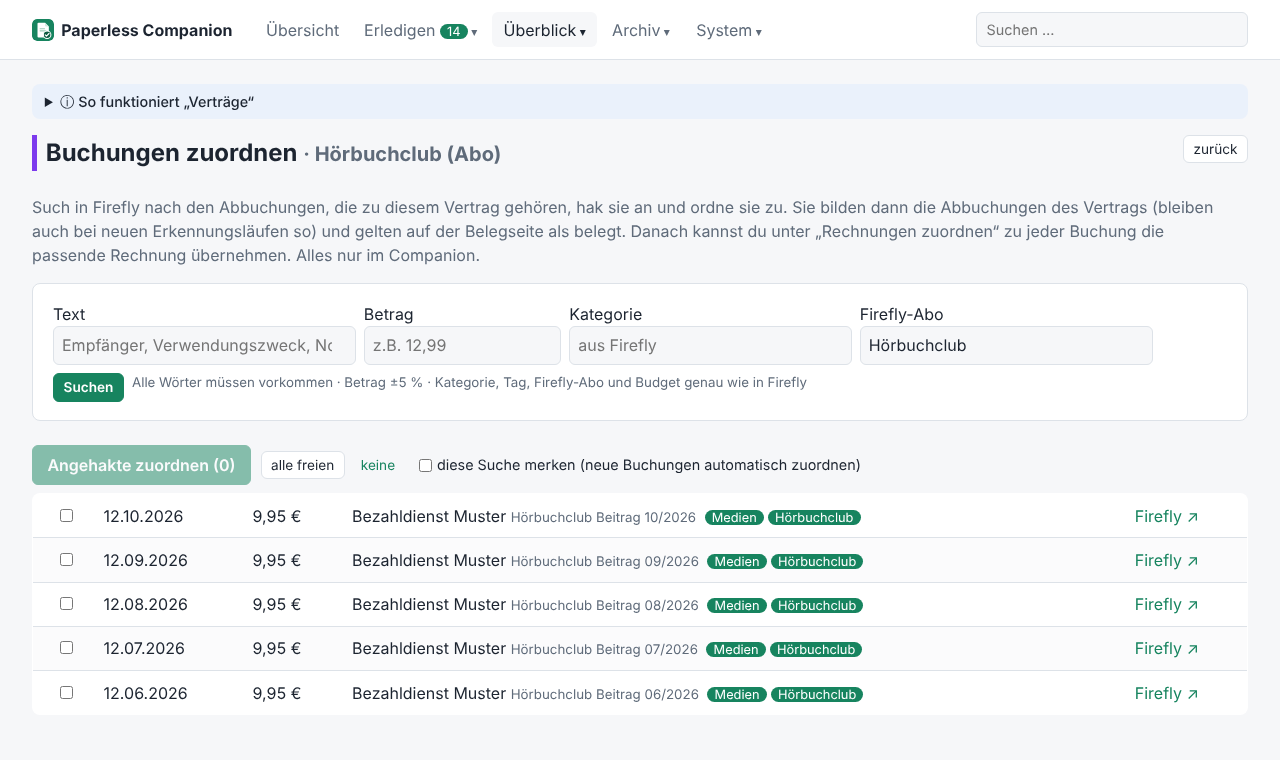 Paperless Companion Übersicht Erledigen 14 ▾ Überblick ▾ Archiv ▾ System ▾ Suchen ...
▶ ⓘ So funktioniert „Verträge“
Buchungen zuordnen · Hörbuchclub (Abo) zurück
Such in Firefly nach den Abbuchungen, die zu diesem Vertrag gehören, hak sie an und ordne sie zu. Sie bilden dann die Abbuchungen des Vertrags (bleiben
auch bei neuen Erkennungsläufen so) und gelten auf der Belegseite als belegt. Danach kannst du unter „Rechnungen zuordnen“ zu jeder Buchung die
passende Rechnung übernehmen. Alles nur im Companion.
Text Betrag Kategorie Firefly-Abo
Empfänger, Verwendungszweck, No z.B. 12,99 aus Firefly Hörbuchclub
Suchen Alle Wörter müssen vorkommen · Betrag ±5 % · Kategorie, Tag, Firefly-Abo und Budget genau wie in Firefly
Angehakte zuordnen (0) alle freien keine diese Suche merken (neue Buchungen automatisch zuordnen)
12.10.2026 9,95 € Bezahldienst Muster Hörbuchclub Beitrag 10/2026 Medien Hörbuchclub Firefly ↗
12.09.2026 9,95 € Bezahldienst Muster Hörbuchclub Beitrag 09/2026 Medien Hörbuchclub Firefly ↗
12.08.2026 9,95 € Bezahldienst Muster Hörbuchclub Beitrag 08/2026 Medien Hörbuchclub Firefly ↗
12.07.2026 9,95 € Bezahldienst Muster Hörbuchclub Beitrag 07/2026 Medien Hörbuchclub Firefly ↗
12.06.2026 9,95 € Bezahldienst Muster Hörbuchclub Beitrag 06/2026 Medien Hörbuchclub Firefly ↗